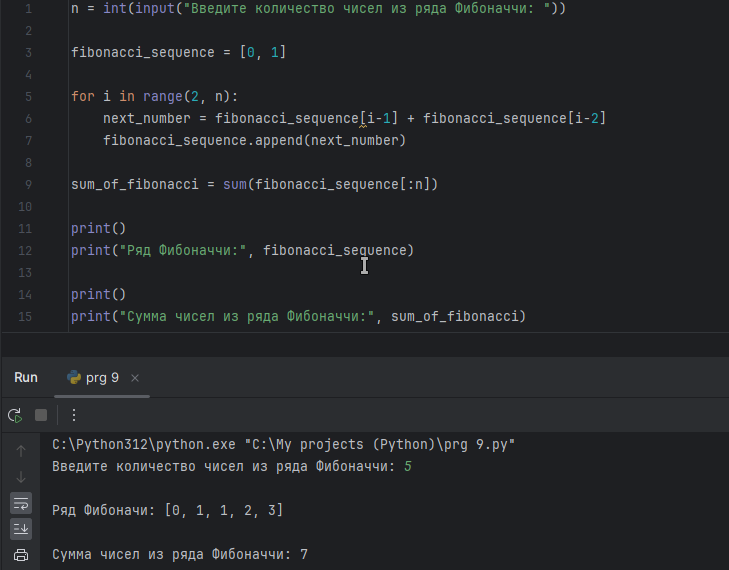 1 n = int(input("Введите количество чисел из ряда Фибоначчи: "))
2
3 fibonacci_sequence = [0, 1]
4
5 for i in range(2, n):
6 next_number = fibonacci_sequence[i-1] + fibonacci_sequence[i-2]
7 fibonacci_sequence.append(next_number)
8
9 sum_of_fibonacci = sum(fibonacci_sequence[:n])
10
11 print()
12 print("Ряд Фибоначчи:", fibonacci_sequence)
13
14 print()
15 print("Сумма чисел из ряда Фибоначчи:", sum_of_fibonacci)
Run prg 9
C:\Python312\python.exe "C:\My projects (Python)\prg 9.py"
Введите количество чисел из ряда Фибоначчи: 5
Ряд Фибоначи: [0, 1, 1, 2, 3]
Сумма чисел из ряда Фибоначчи: 7